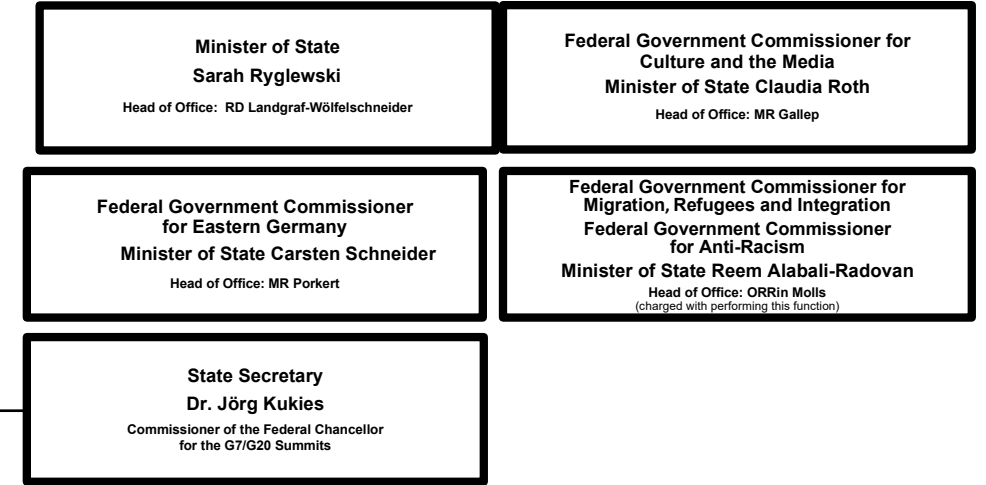 Minister of State
Sarah Ryglewski
Head of Office: RD Landgraf-Wölfelschneider
Federal Government Commissioner for
Culture and the Media
Minister of State Claudia Roth
Head of Office: MR Gallep
Federal Government Commissioner
for Eastern Germany
Minister of State Carsten Schneider
Head of Office: MR Porkert
Federal Government Commissioner for
Migration, Refugees and Integration
Federal Government Commissioner
for Anti-Racism
Minister of State Reem Alabali-Radovan
Head of Office: ORRin Molls
(charged with performing this function)
State Secretary
Dr. Jörg Kukies
Commissioner of the Federal Chancellor
for the G7/G20 Summits